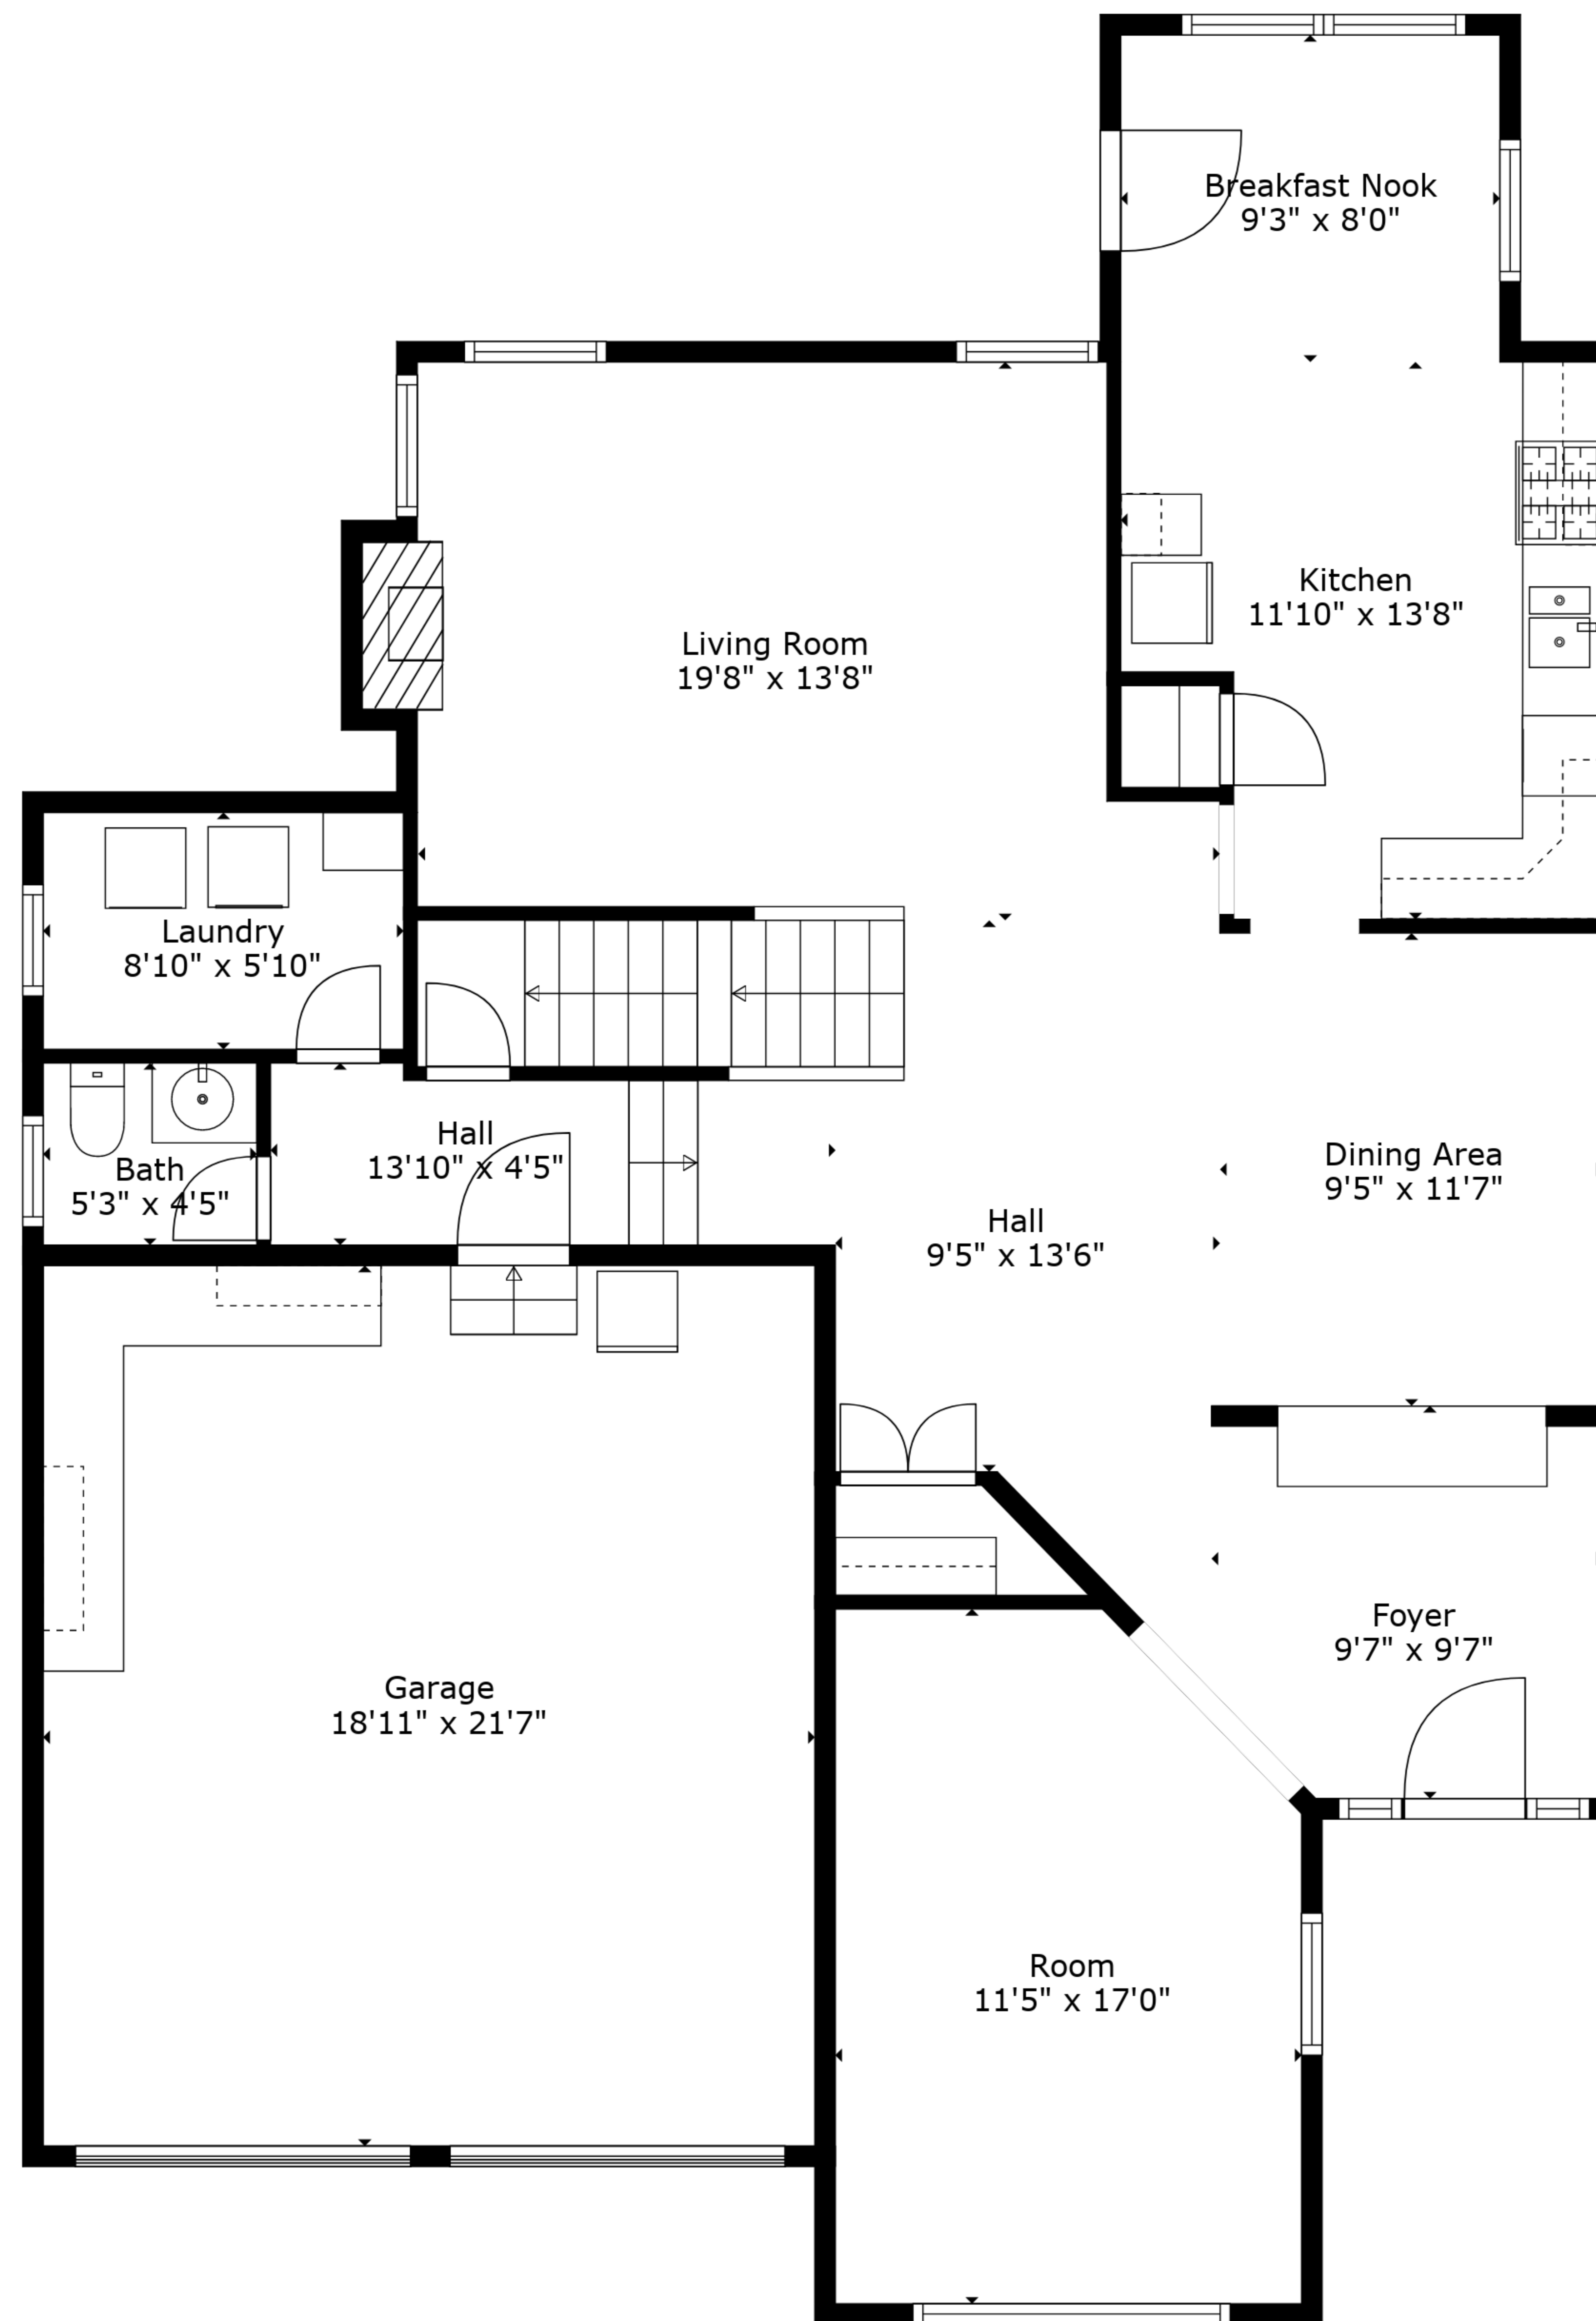 Breakfast Nook
9'3" x 8'0"
Kitchen
11'10" x 13'8"
Living Room
19'8" x 13'8"
Laundry
8'10" x 5'10"
Hall
13'10" x 4'5"
Bath
5'3" x 4'5"
Dining Area
9'5" x 11'7"
Hall
9'5" x 13'6"
Foyer
9'7" x 9'7"
Garage
18'11" x 21'7"
Room
11'5" x 17'0"